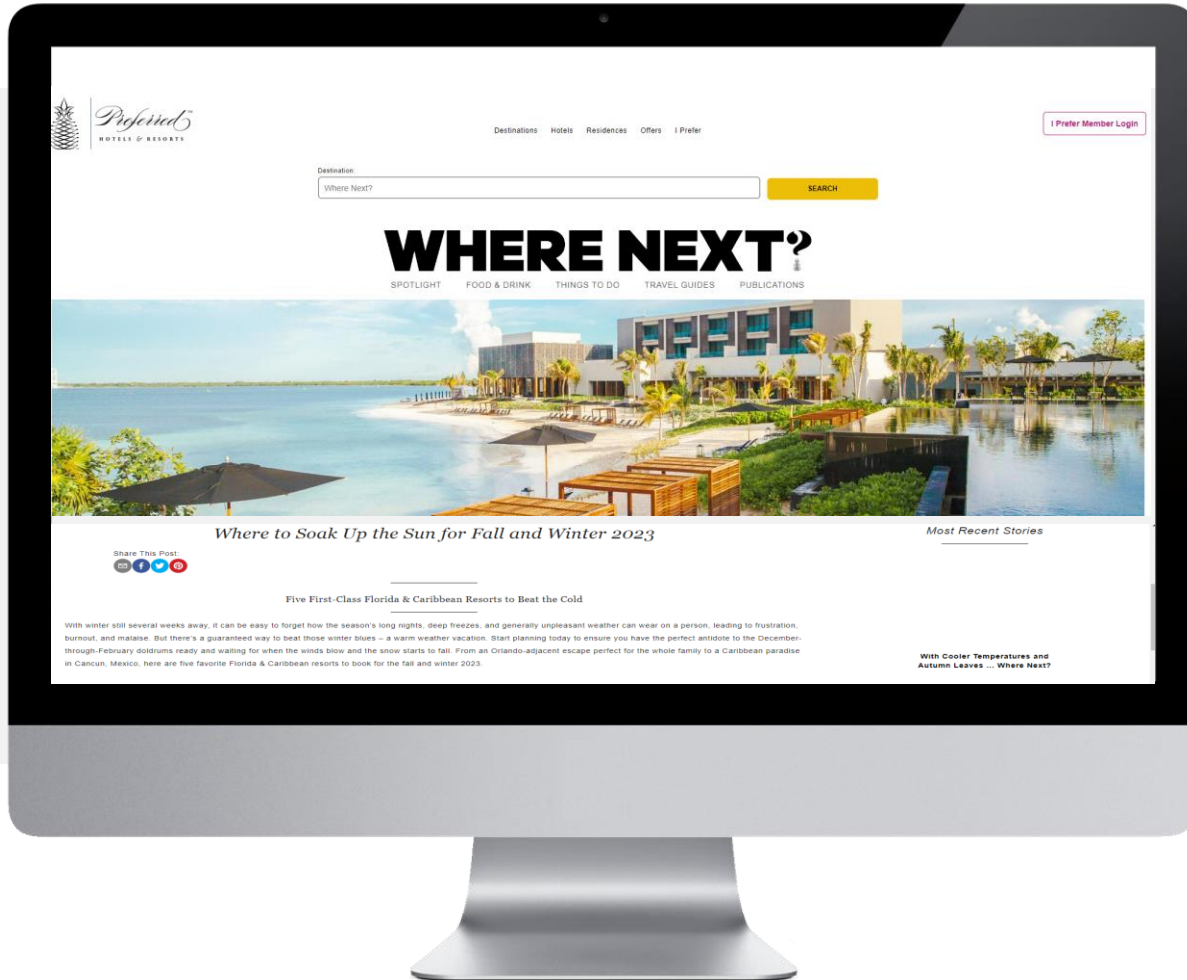 Preferred™
HOTELS & RESORTS
Destinations Hotels Residences Offers I Prefer
I Prefer Member Login
Destination:
Where Next?
SEARCH
WHERE NEXT?
SPOTLIGHT FOOD & DRINK THINGS TO DO TRAVEL GUIDES PUBLICATIONS
Where to Soak Up the Sun for Fall and Winter 2023
Share This Post:
Five First-Class Florida & Caribbean Resorts to Beat the Cold
With winter still several weeks away, it can be easy to forget how the season's long nights, deep freezes, and generally unpleasant weather can wear on a person, leading to frustration,
burnout, and malaise. But there's a guaranteed way to beat those winter blues – a warm weather vacation. Start planning today to ensure you have the perfect antidote to the December-
through-February doldrums ready and waiting for when the winds blow and the snow starts to fall. From an Orlando-adjacent escape perfect for the whole family to a Caribbean paradise
in Cancun, Mexico, here are five favorite Florida & Caribbean resorts to book for the fall and winter 2023.
Most Recent Stories
With Cooler Temperatures and
Autumn Leaves ... Where Next?